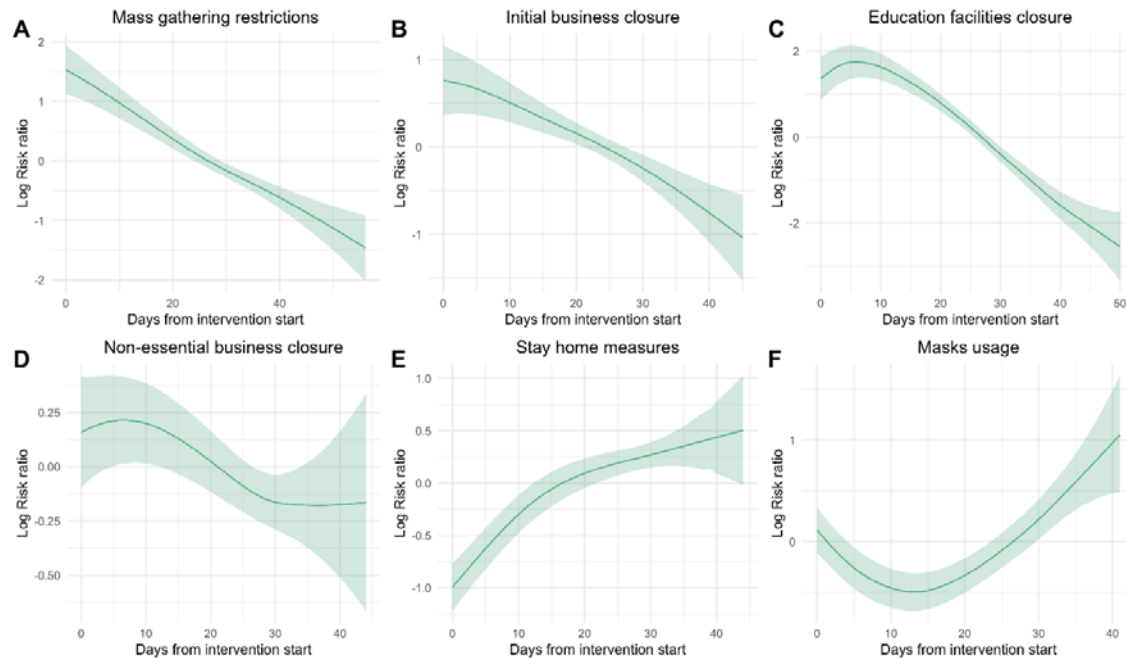 Mass gathering restrictions
A
2
1
0
-1
-2
Log Risk ratio
0
20
40
Days from intervention start
Initial business closure
B
1
0
-1
Log Risk ratio
0
10
20
30
40
Days from intervention start
Education facilities closure
C
2
0
-2
Log Risk ratio
0
10
20
30
40
50
Days from intervention start
Non-essential business closure
D
0.25
0.00
-0.25
-0.50
Log Risk ratio
0
10
20
30
40
Days from intervention start
Stay home measures
E
1.0
0.5
0.0
-0.5
-1.0
Log Risk ratio
0
10
20
30
40
Days from intervention start
Masks usage
F
1
0
Log Risk ratio
0
10
20
30
40
Days from intervention start